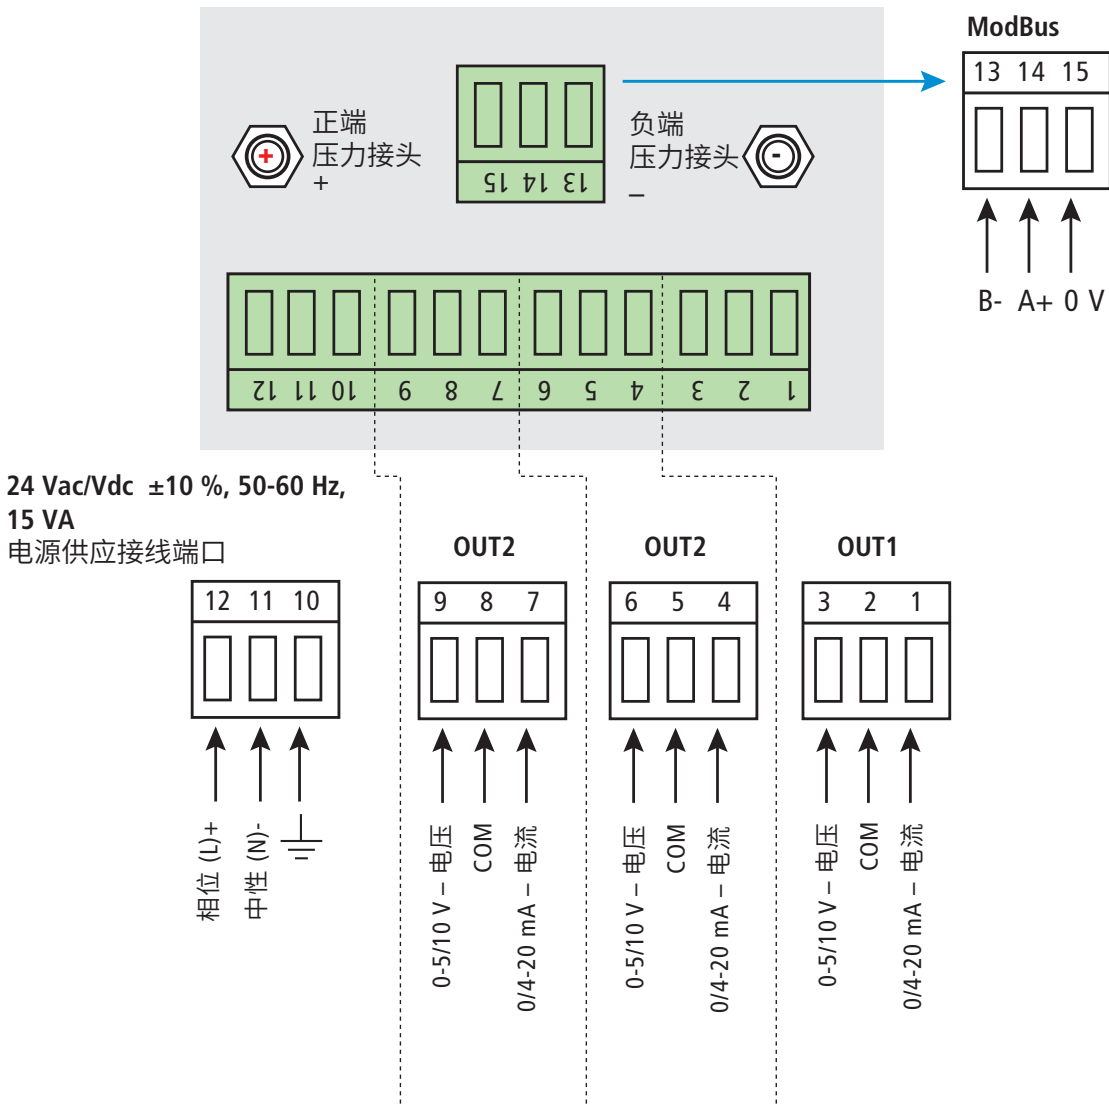 ModBus
13 14 15
B- A+ 0 V
正端
压力接头
+
+
15 14 13
负端
压力接头
–
-
12 11 10 9 8 7 6 5 4 3 2 1
24 Vac/Vdc ±10 %, 50-60 Hz,
15 VA
电源供应接线端口
12 11 10
相位 (L)+
中性 (N)-
OUT2
9 8 7
0-5/10 V – 电压
COM
0/4-20 mA – 电流
OUT2
6 5 4
0-5/10 V – 电压
COM
0/4-20 mA – 电流
OUT1
3 2 1
0-5/10 V – 电压
COM
0/4-20 mA – 电流